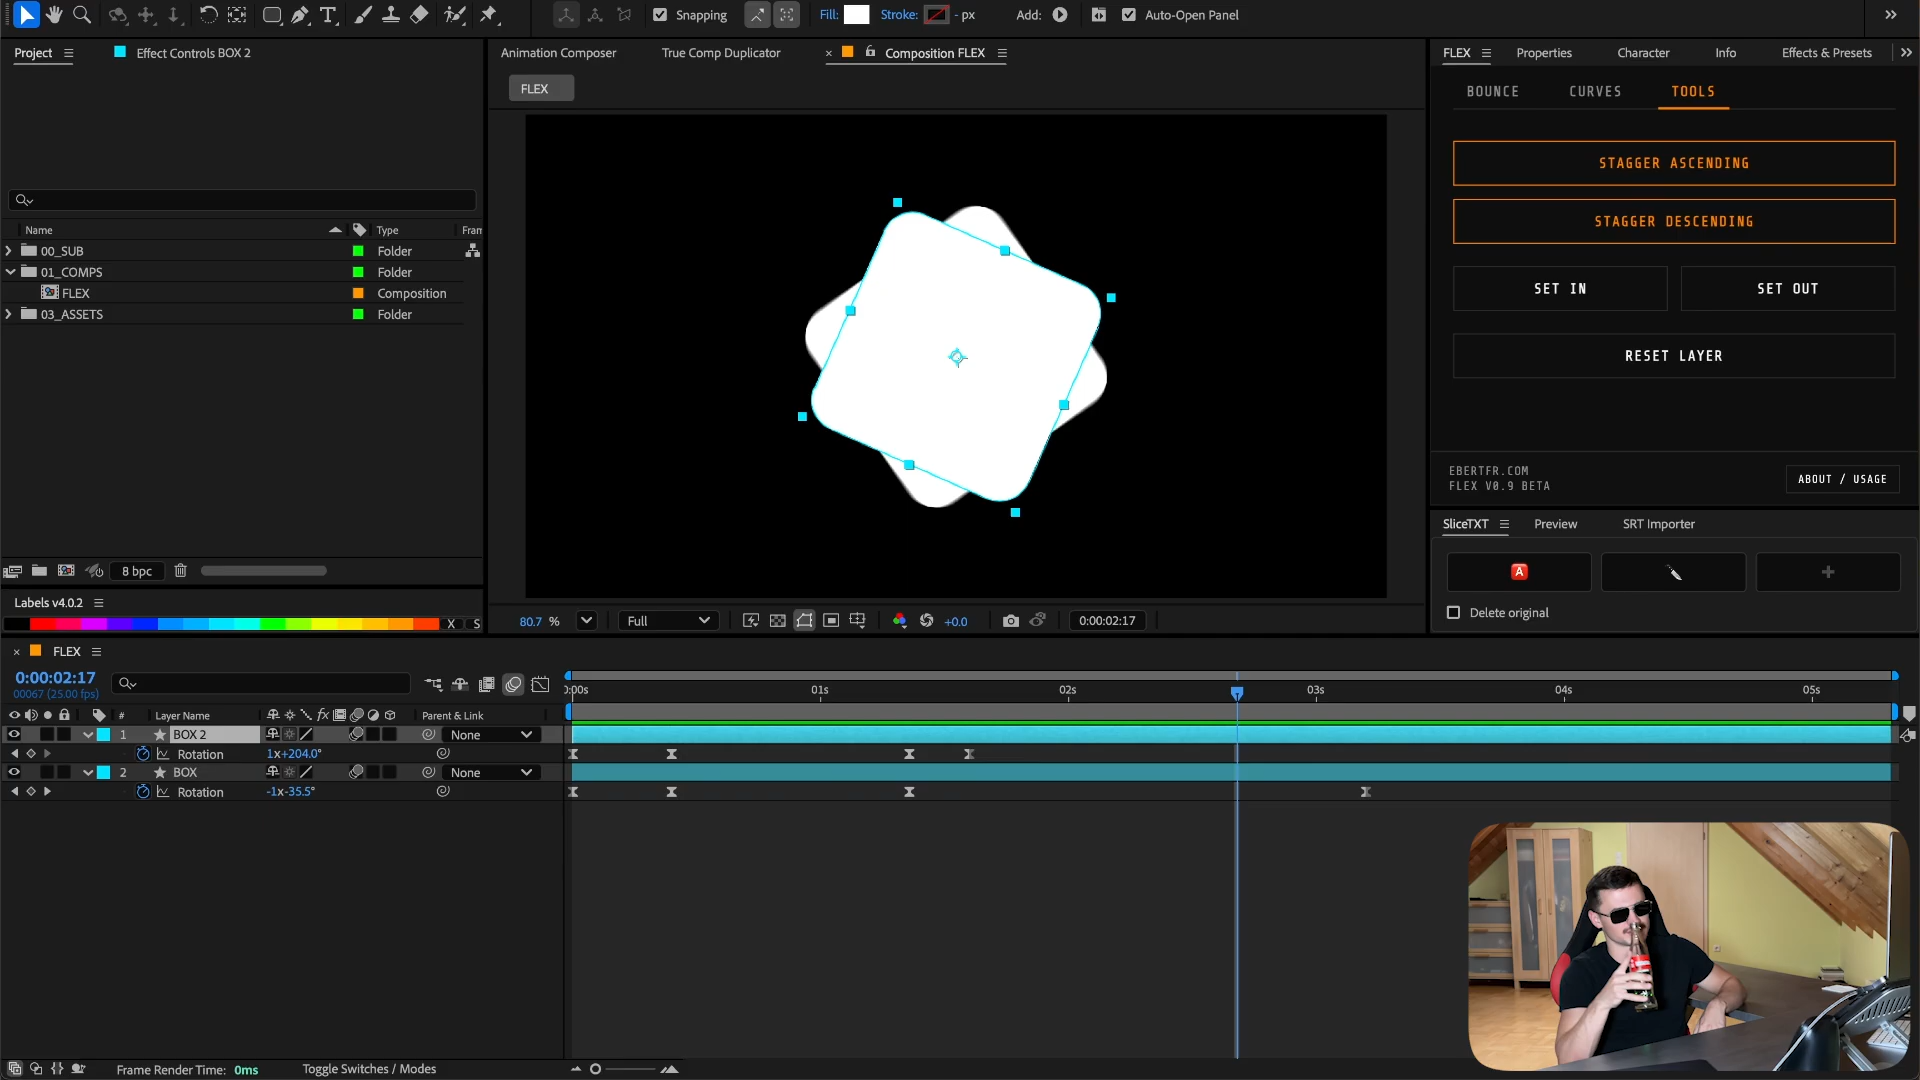 Snapping
Fill:
Stroke:
- px
Add:
Auto-Open Panel
Project
Effect Controls BOX 2
Animation Composer
True Comp Duplicator
× Composition FLEX
FLEX
Properties
Character
Info
Effects & Presets
FLEX
BOUNCE
CURVES
TOOLS
STAGGER ASCENDING
STAGGER DESCENDING
SET IN
SET OUT
RESET LAYER
EBERTFR.COM
FLEX V0.9 BETA
ABOUT / USAGE
Name
Type
Fram
00_SUB
Folder
01_COMPS
Folder
FLEX
Composition
03_ASSETS
Folder
8 bpc
SliceTXT
Preview
SRT Importer
A
+
Delete original
Labels v4.0.2
X S
80.7 %
Full
+0.0
0:00:02:17
× FLEX
0:00:02:17
00067 (25.00 fps)
0:00s
01s
02s
03s
04s
05s
# Layer Name
fx
Parent & Link
1 BOX 2
None
Rotation
1x+204.0°
2 BOX
None
Rotation
-1x-35.5°
Frame Render Time: 0ms
Toggle Switches / Modes